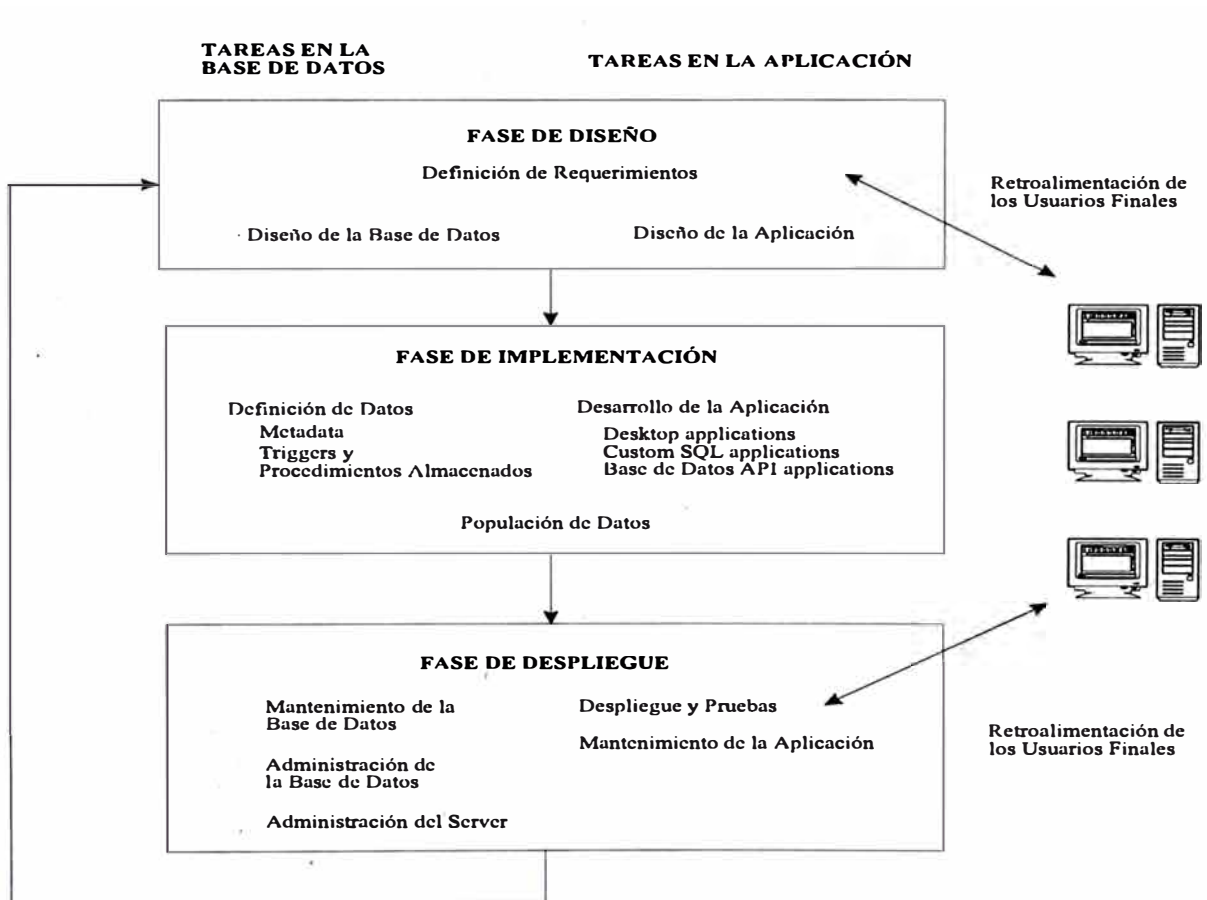 TAREAS EN LA
BASE DE DATOS
TAREAS EN LA APLICACIÓN
FASE DE DISEÑO
Definición de Requerimientos
Retroalimentación de
los Usuarios Finales
Diseño de la Base de Datos
Diseño de la Aplicación
FASE DE IMPLEMENTACIÓN
Definición de Datos
Metadata
Triggers y
Procedimientos Almacenados
Desarrollo de la Aplicación
Desktop applications
Custom SQL applications
Base de Datos API applications
Populación de Datos
FASE DE DESPLIEGUE
Mantenimiento de la
Base de Datos
Administración de
la Base de Datos
Administración del Server
Despliegue y Pruebas
Mantenimiento de la Aplicación
Retroalimentación de
los Usuarios Finales